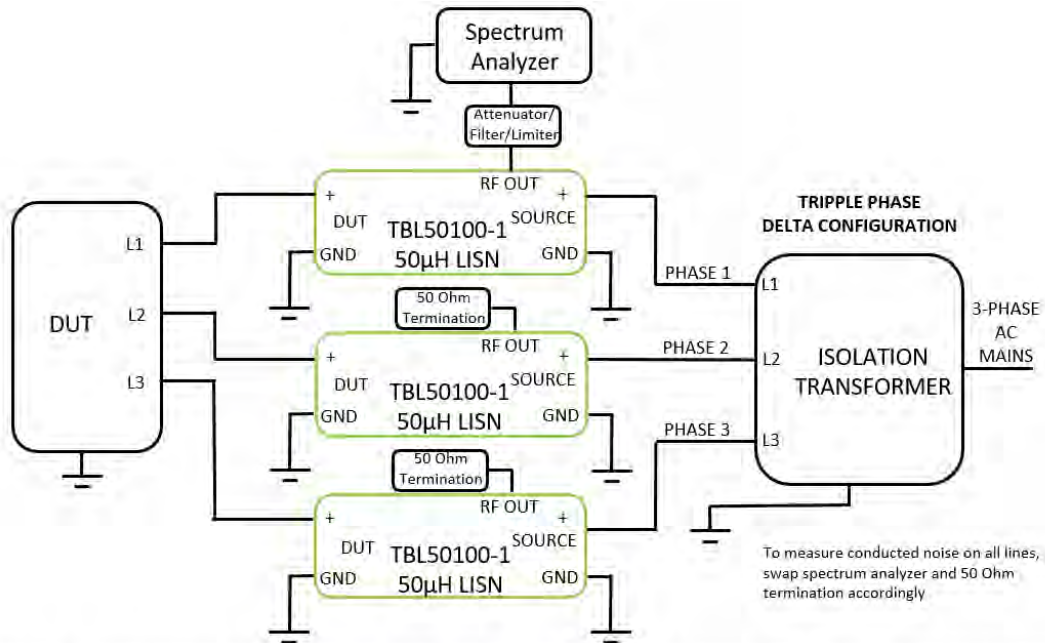 Spectrum
Analyzer
Attenuator/
Filter/Limiter
RF OUT
+
+
DUT
SOURCE
TBL50100-1
GND
GND
50µH LISN
TRIPPLE PHASE
DELTA CONFIGURATION
DUT
L1
L2
L3
PHASE 1
L1
50 Ohm
Termination
RF OUT
+
+
DUT
SOURCE
TBL50100-1
GND
GND
50µH LISN
PHASE 2
L2
ISOLATION
TRANSFORMER
3-PHASE
AC
MAINS
PHASE 3
L3
50 Ohm
Termination
RF OUT
+
+
DUT
SOURCE
TBL50100-1
GND
GND
50µH LISN
To measure conducted noise on all lines,
swap spectrum analyzer and 50 Ohm
termination accordingly